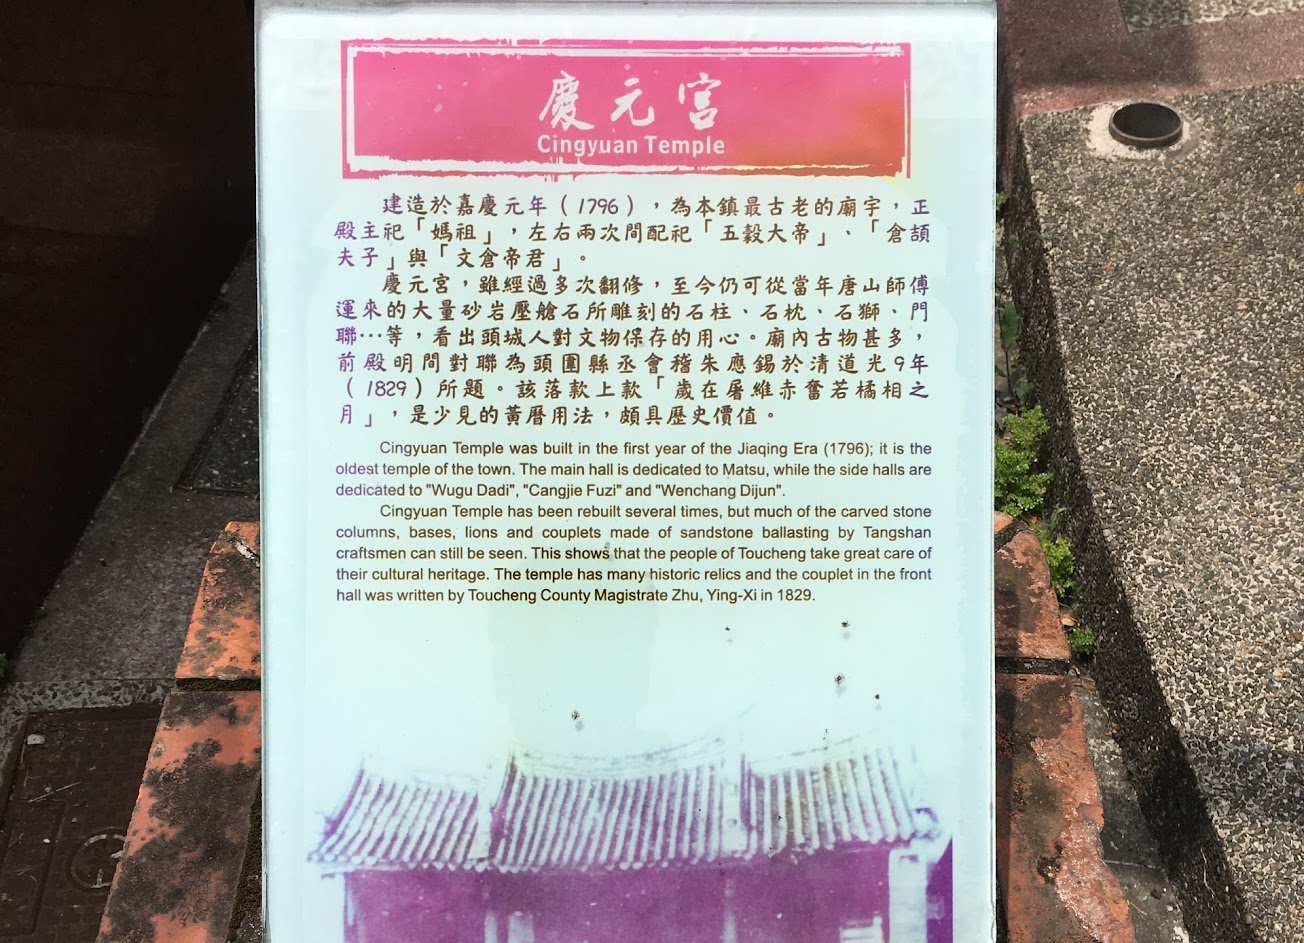 慶元宮
Cingyuan Temple
建造於嘉慶元年（1796），為本鎮最古老的廟宇，正
殿主祀「媽祖」，左右兩次間配祀「五穀大帝」、「倉頡
夫子」與「文倉帝君」。
慶元宮，雖經過多次翻修，至今仍可從當年唐山師傅
運來的大量砂岩壓艙石所雕刻的石柱、石枕、石獅、門
聯…等，看出頭城人對文物保存的用心。廟內古物甚多，
前殿明間對聯為頭圍縣丞會稽朱應錫於清道光9年
（1829）所題。該落款上款「歲在屠維赤奮若橘相之
月」，是少見的黃曆用法，頗具歷史價值。
Cingyuan Temple was built in the first year of the Jiaqing Era (1796); it is the
oldest temple of the town. The main hall is dedicated to Matsu, while the side halls are
dedicated to "Wugu Dadi", "Cangjie Fuzi" and "Wenchang Dijun".
Cingyuan Temple has been rebuilt several times, but much of the carved stone
columns, bases, lions and couplets made of sandstone ballasting by Tangshan
craftsmen can still be seen. This shows that the people of Toucheng take great care of
their cultural heritage. The temple has many historic relics and the couplet in the front
hall was written by Toucheng County Magistrate Zhu, Ying-Xi in 1829.